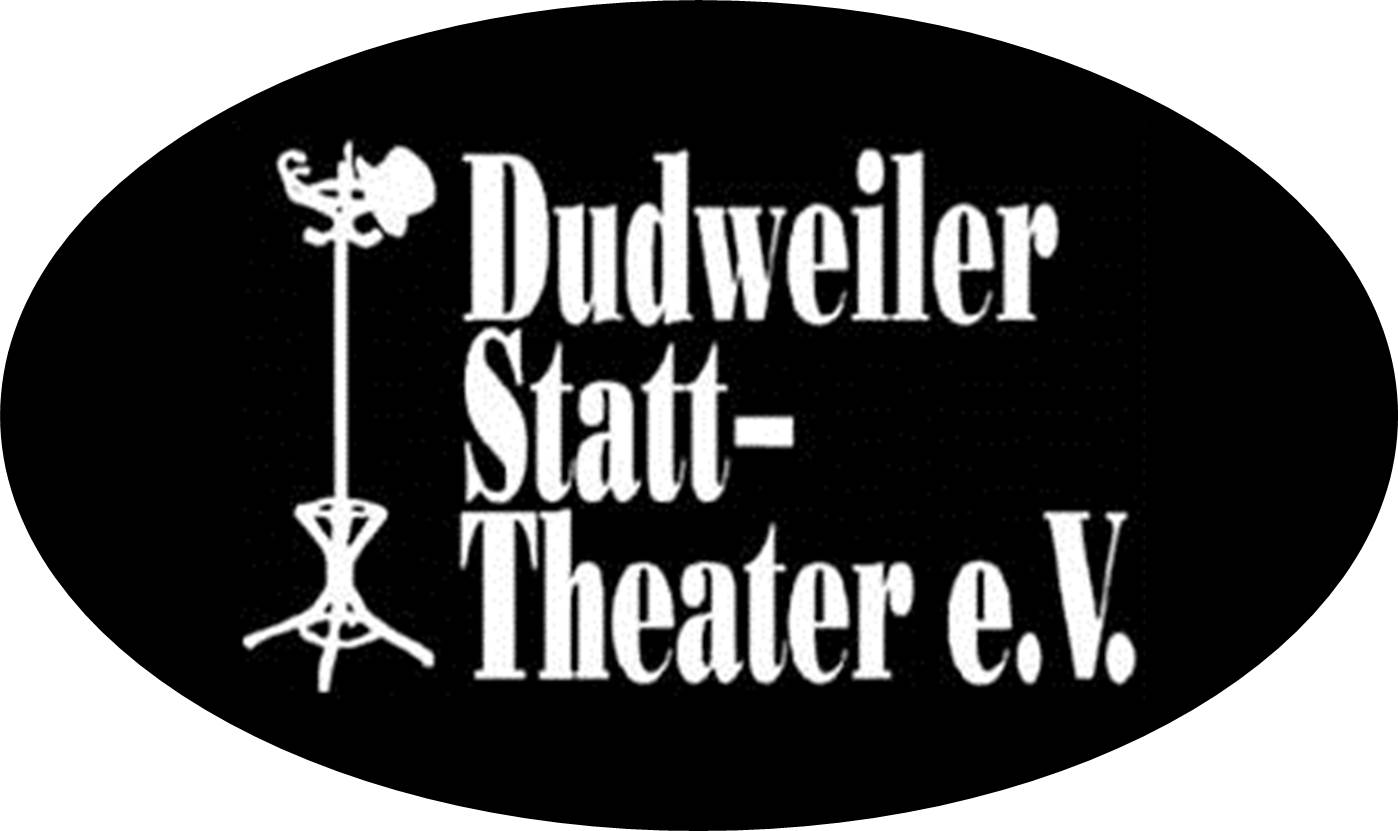 Dudweiler
Statt-
Theater e.V.